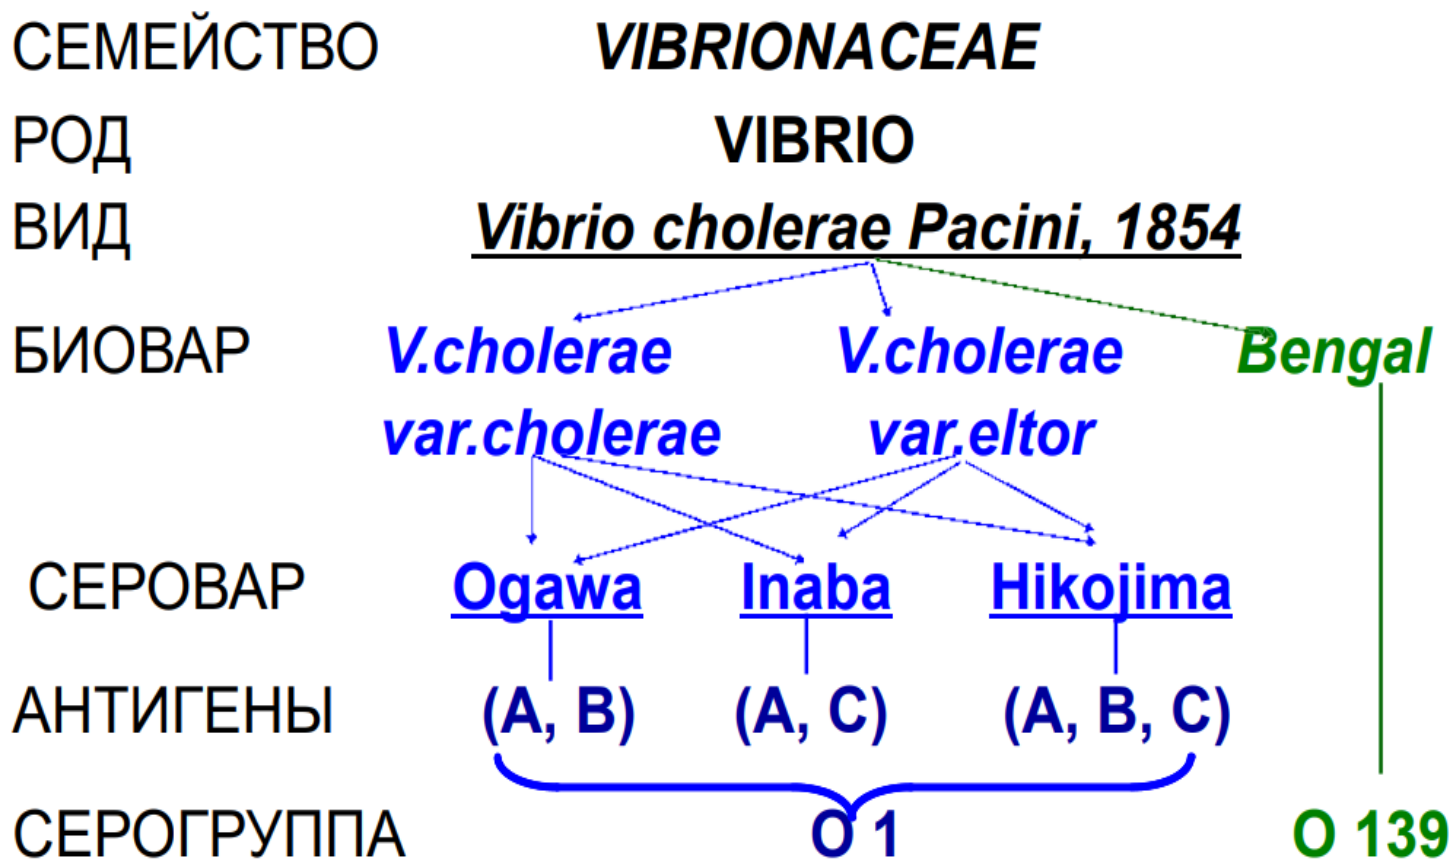 СЕМЕЙСТВО VIBRIONACEAE
РОД VIBRIO
ВИД Vibrio cholerae Pacini, 1854
БИОВАР V.cholerae V.cholerae Bengal
var.cholerae var.eltor
СЕРОВАР Ogawa Inaba Hikojima
АНТИГЕНЫ (A, B) (A, C) (A, B, C)
СЕРОГРУППА O 1 O 139